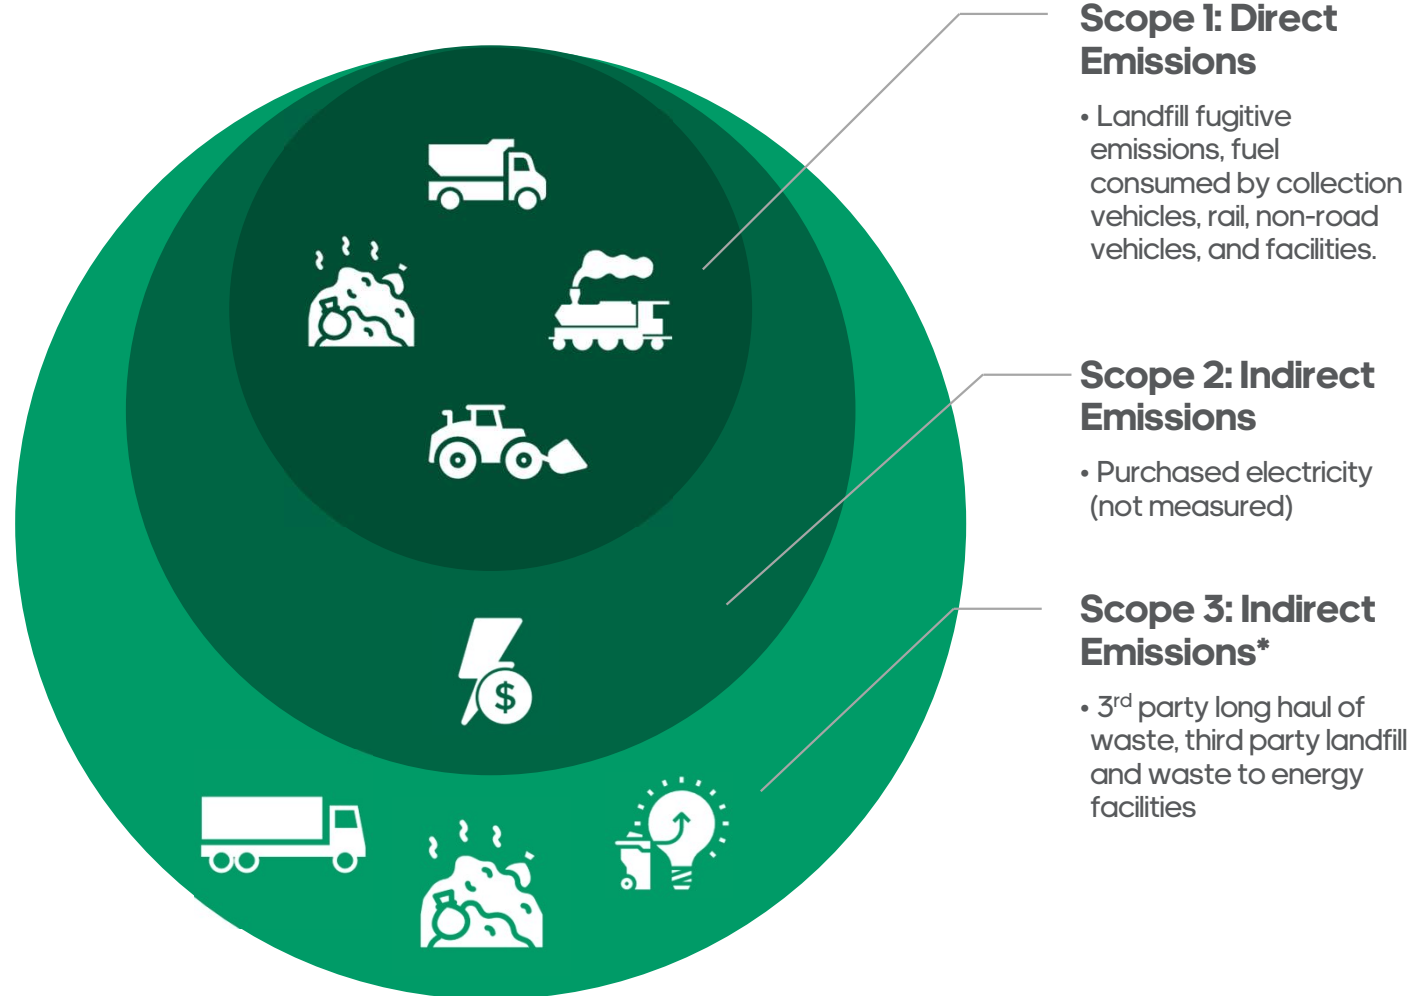 Scope 1: Direct
Emissions
• Landfill fugitive
emissions, fuel
consumed by collection
vehicles, rail, non-road
vehicles, and facilities.
Scope 2: Indirect
Emissions
• Purchased electricity
(not measured)
$
Scope 3: Indirect
Emissions*
• 3rd party long haul of
waste, third party landfill
and waste to energy
facilities